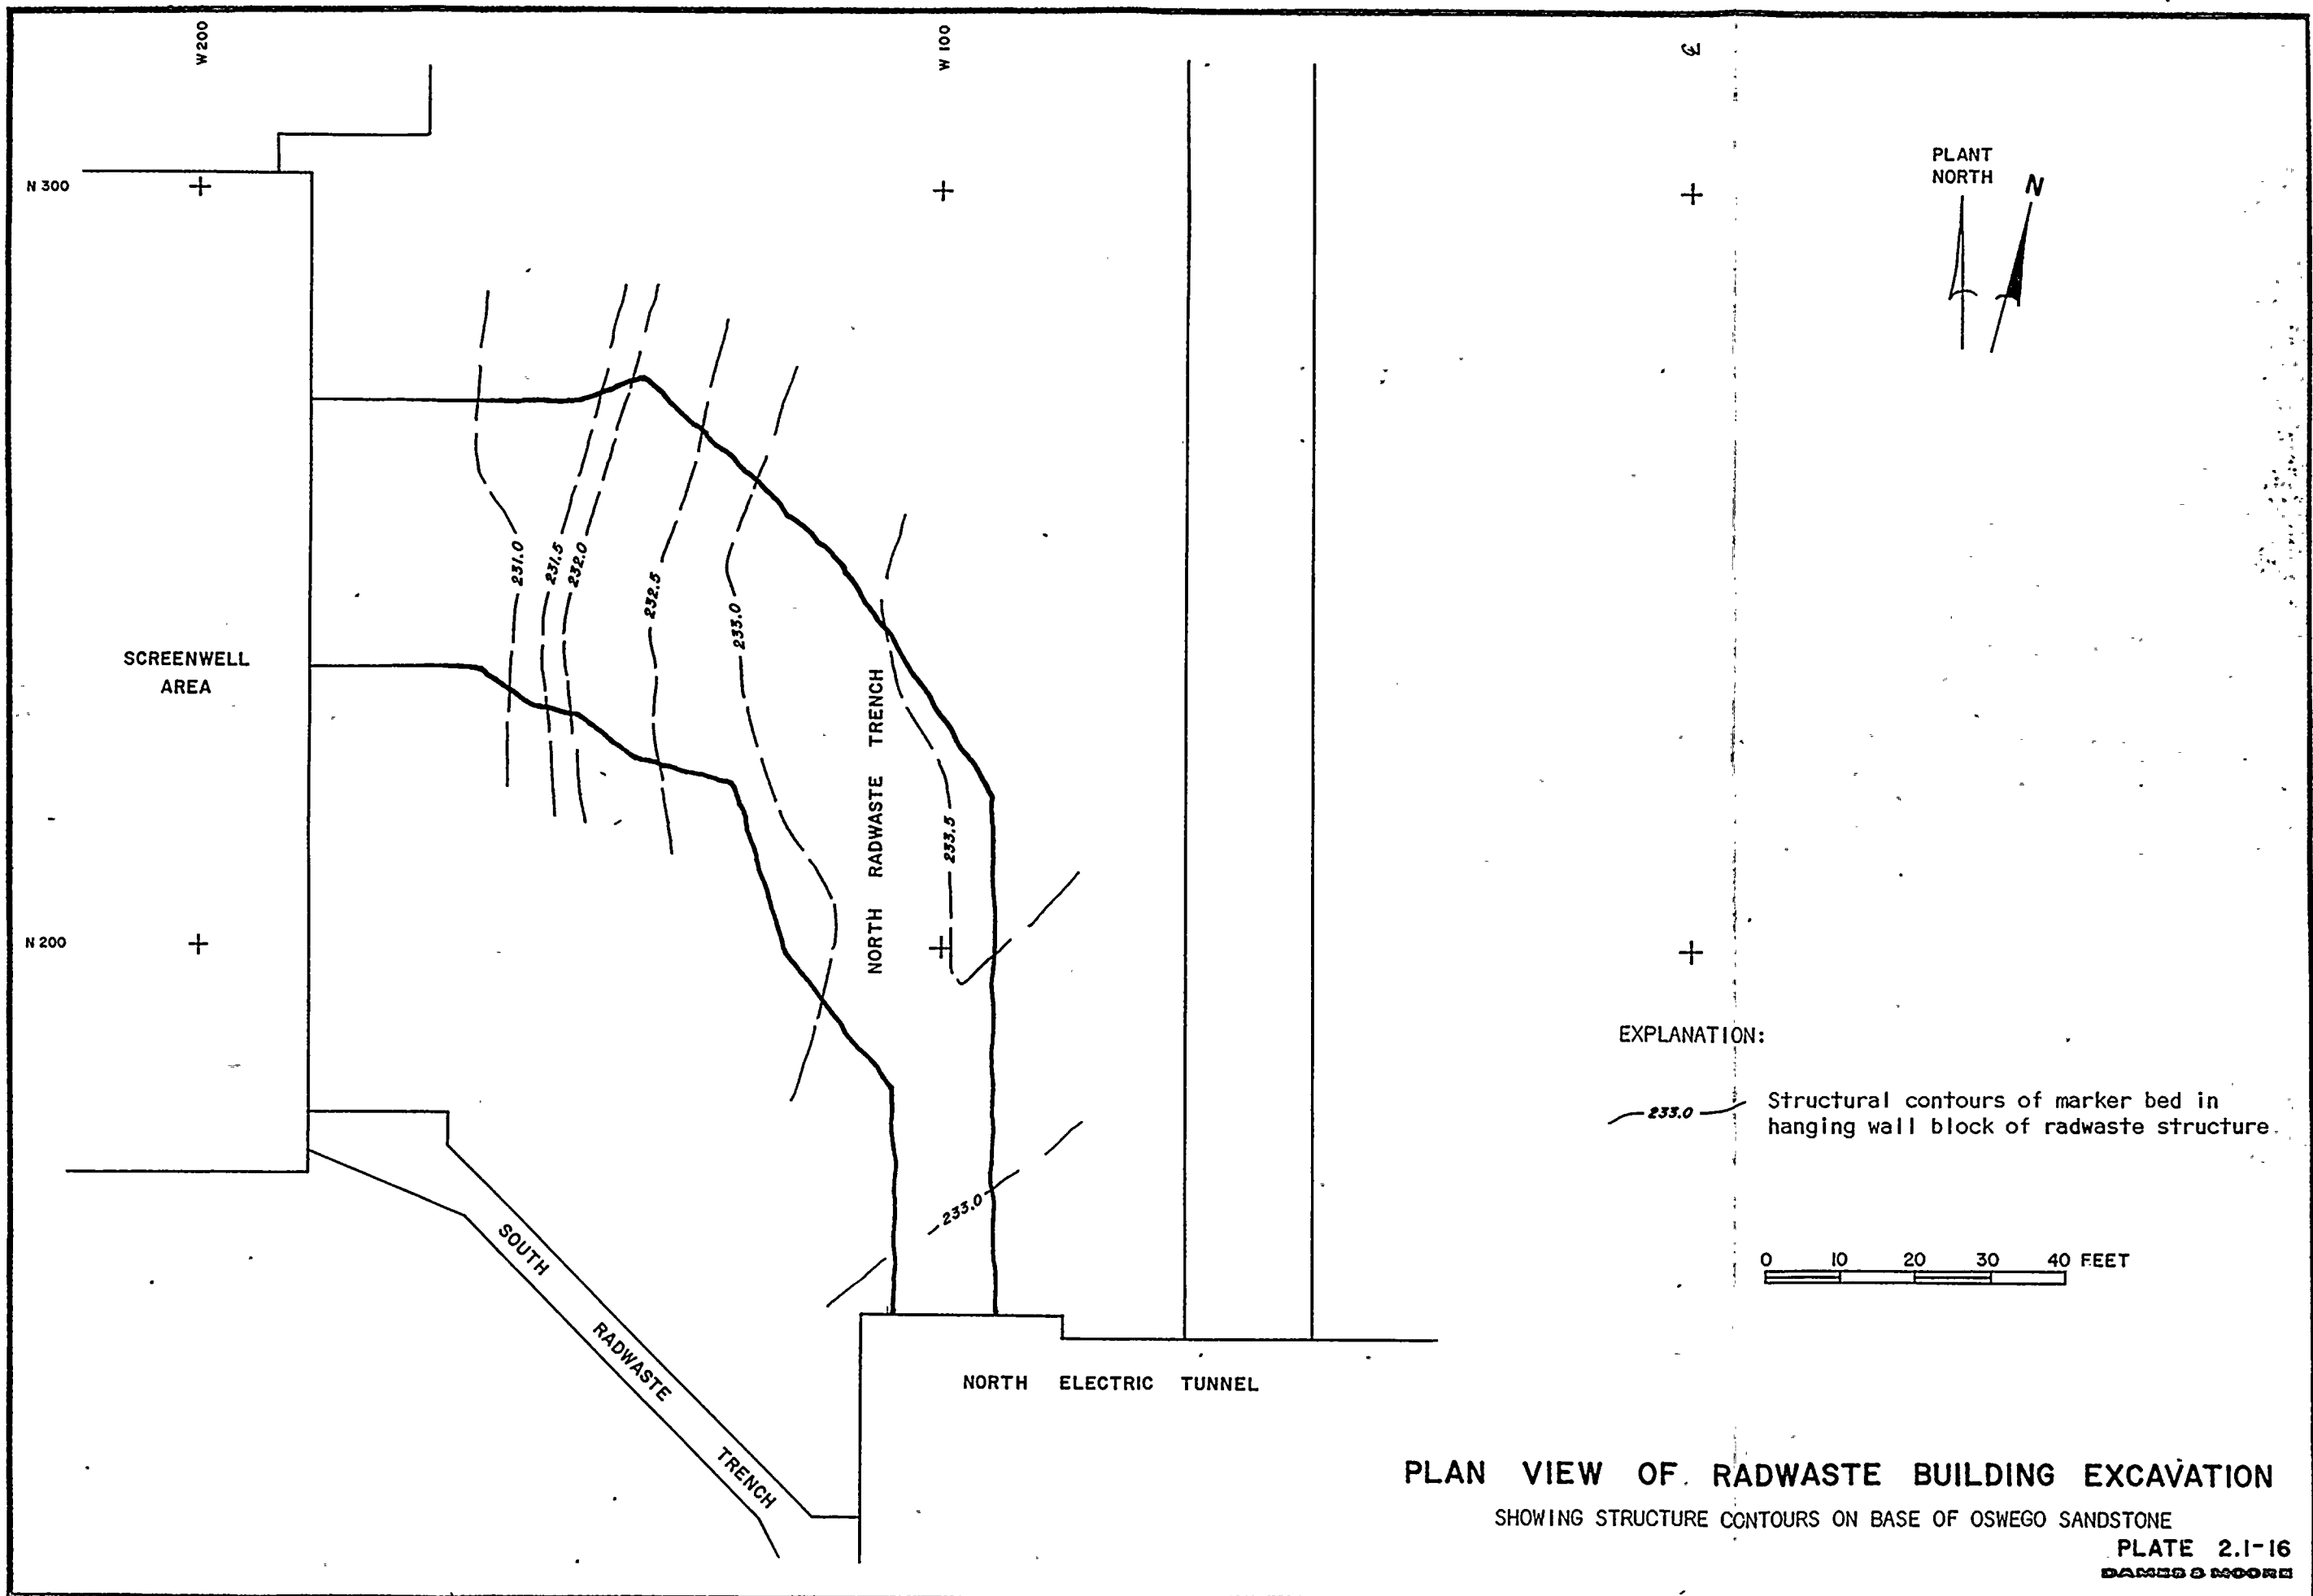 W 200
W 100
℄
N 300
PLANT
NORTH
N
231.0
231.5
232.0
232.5
233.0
SCREENWELL
AREA
NORTH RADWASTE TRENCH
233.5
N 200
EXPLANATION:
233.0
Structural contours of marker bed in
hanging wall block of radwaste structure.
233.0
SOUTH RADWASTE TRENCH
0 10 20 30 40 FEET
NORTH ELECTRIC TUNNEL
PLAN VIEW OF RADWASTE BUILDING EXCAVATION
SHOWING STRUCTURE CONTOURS ON BASE OF OSWEGO SANDSTONE
PLATE 2.1-16
DAMES & MOORE